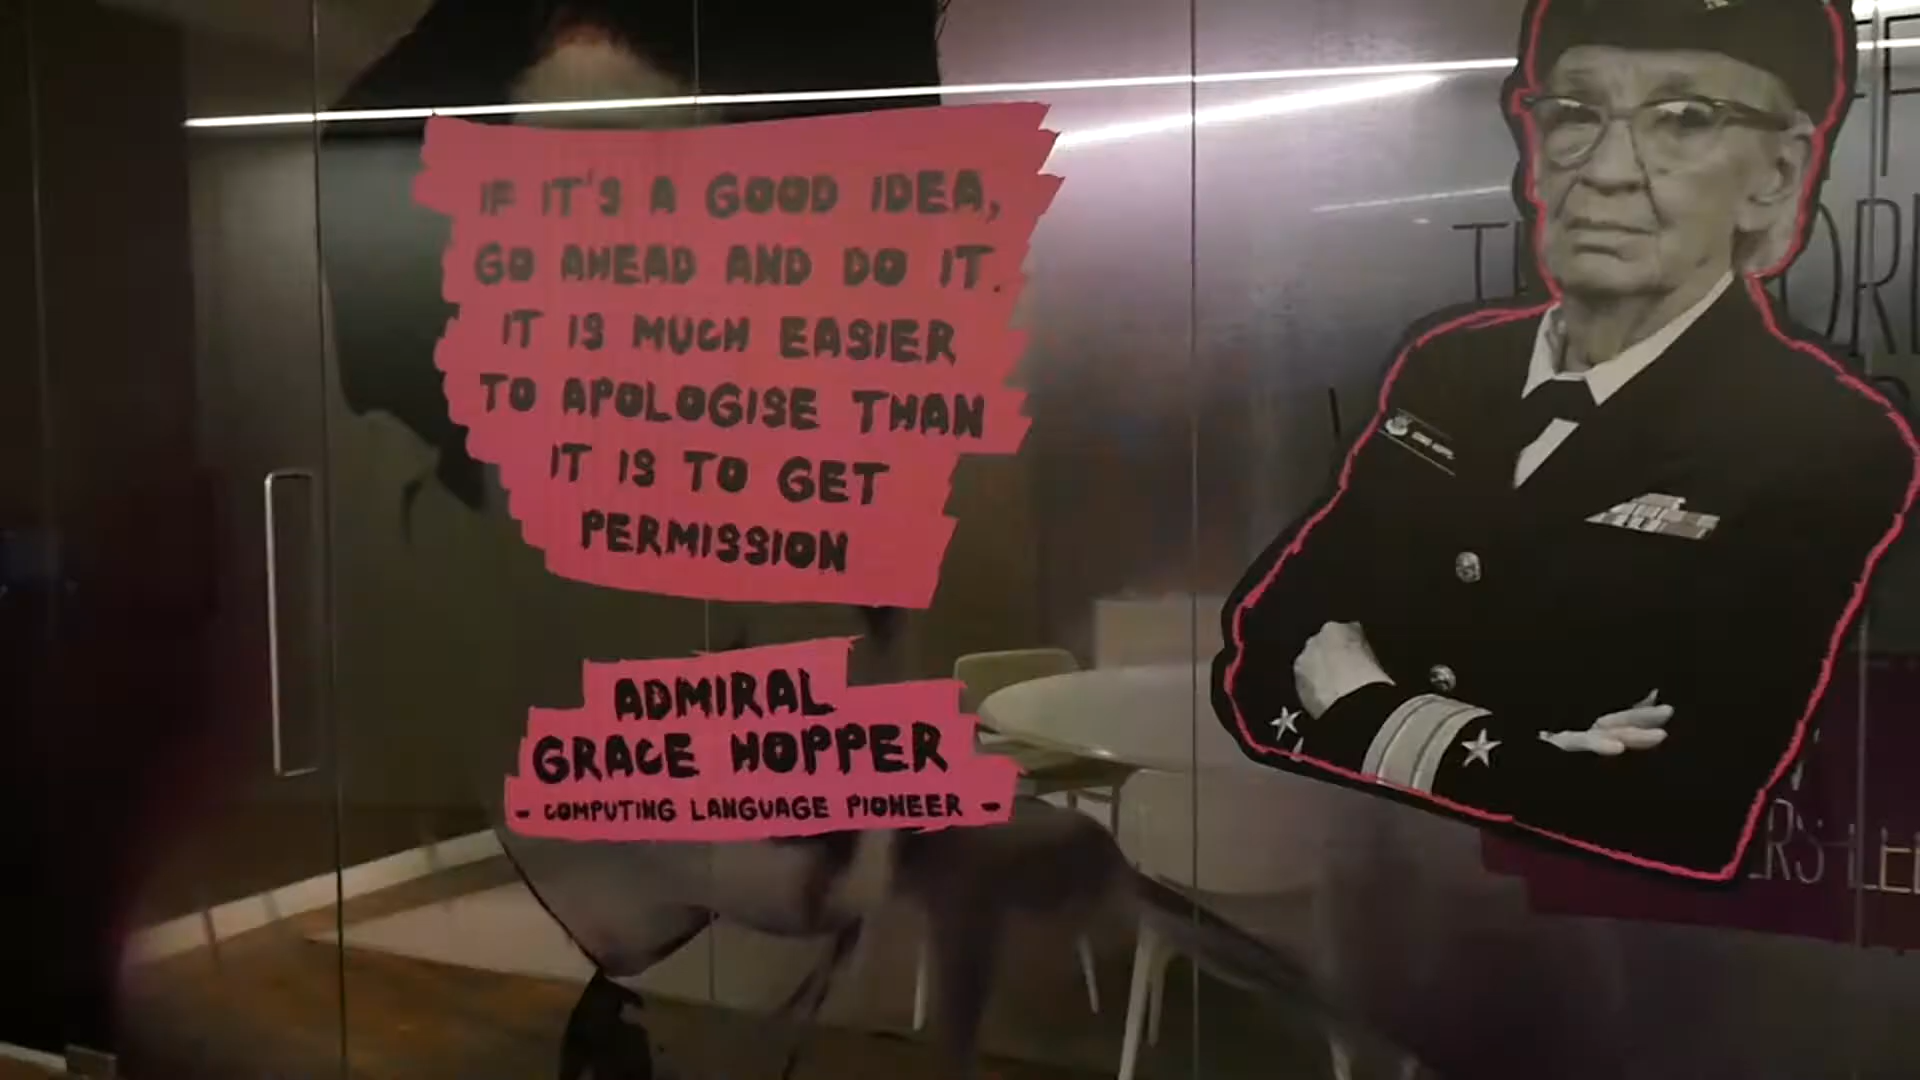 IF IT'S A GOOD IDEA,
GO AHEAD AND DO IT.
IT IS MUCH EASIER
TO APOLOGISE THAN
IT IS TO GET
PERMISSION
ADMIRAL
GRACE HOPPER
- COMPUTING LANGUAGE PIONEER -